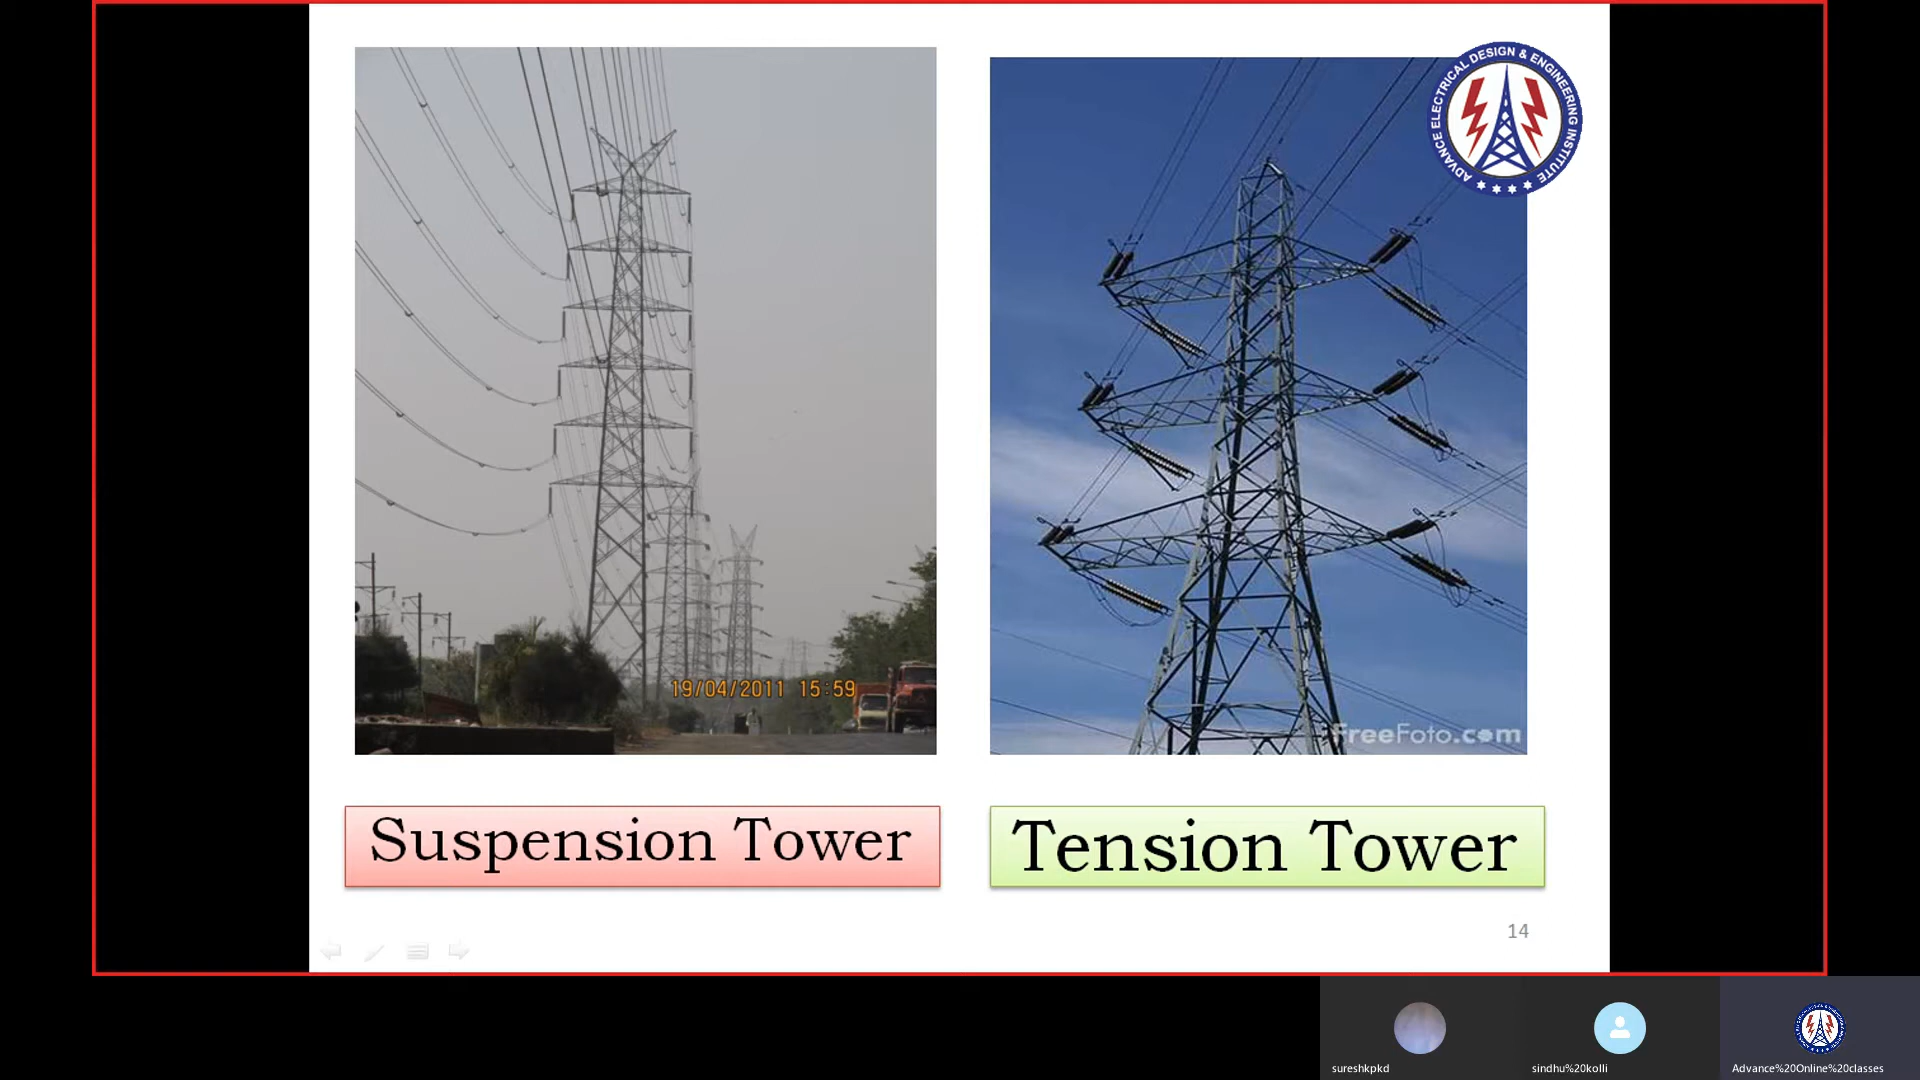 ADVANCE ELECTRICAL DESIGN & ENGINEERING INSTITUTE
19/04/2011 15:59
FreeFoto.com
Suspension Tower
Tension Tower
14
sureshkpkd
sindhu%20kolli
Advance%20Online%20classes